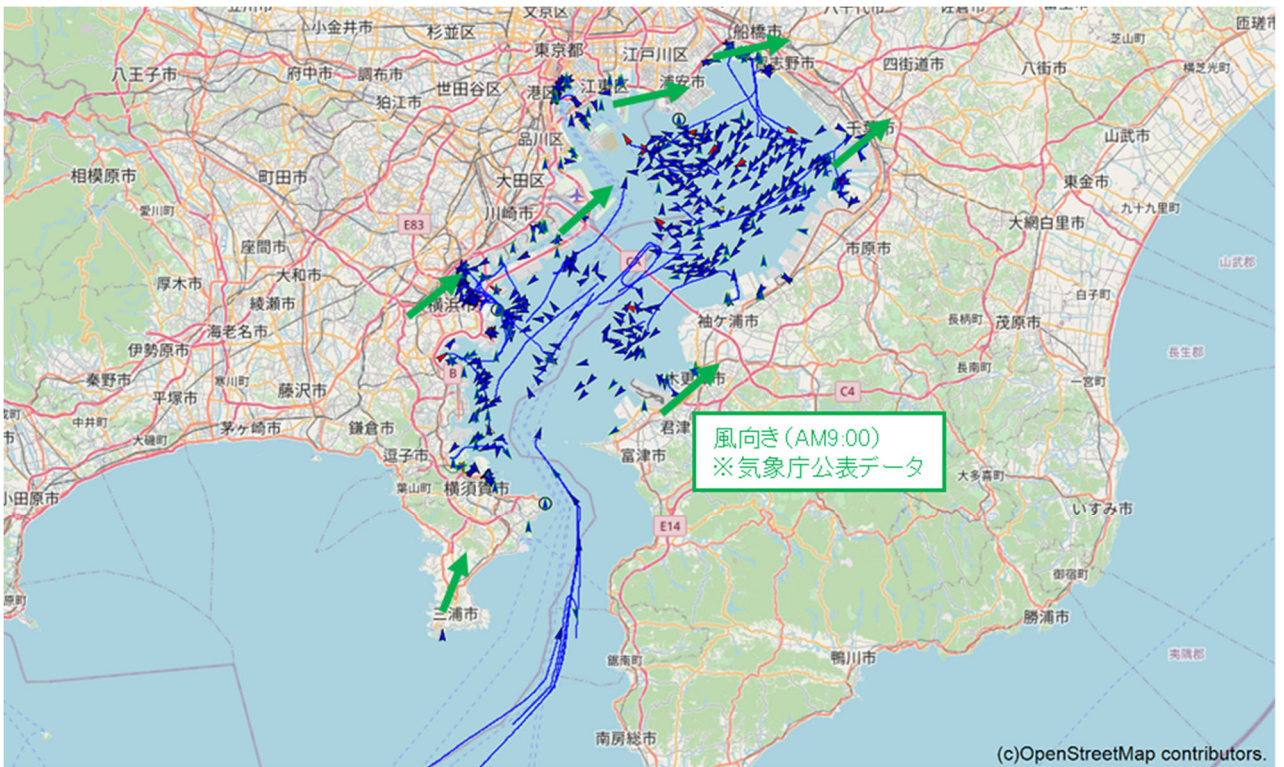 小金井市
杉並区
文京区
船橋市
佐倉市
匝瑳市
芝山町
東京都
江戸川区
習志野市
四街道市
八街市
横芝光町
八王子市
府中市
調布市
世田谷区
港区
江東区
浦安市
狛江市
品川区
千葉市
山武市
相模原市
町田市
大田区
東金市
愛川町
川崎市
九十九里町
E83
大網白里市
座間市
市原市
山武郡
厚木市
大和市
CA
綾瀬市
横浜市
白子町
海老名市
袖ケ浦市
長柄町
茂原市
伊勢原市
長生郡
秦野市
寒川町
藤沢市
B
木更津市
長南町
一宮町
平塚市
C4
中井町
茅ヶ崎市
鎌倉市
君津
大磯町
風向き(AM9:00)
※気象庁公表データ
逗子市
富津市
大多喜町
葉山町
横須賀市
小田原市
いすみ市
E14
御宿町
三浦市
勝浦市
鋸南町
鴨川市
夷隅郡
南房総市
(c)OpenStreetMap contributors.